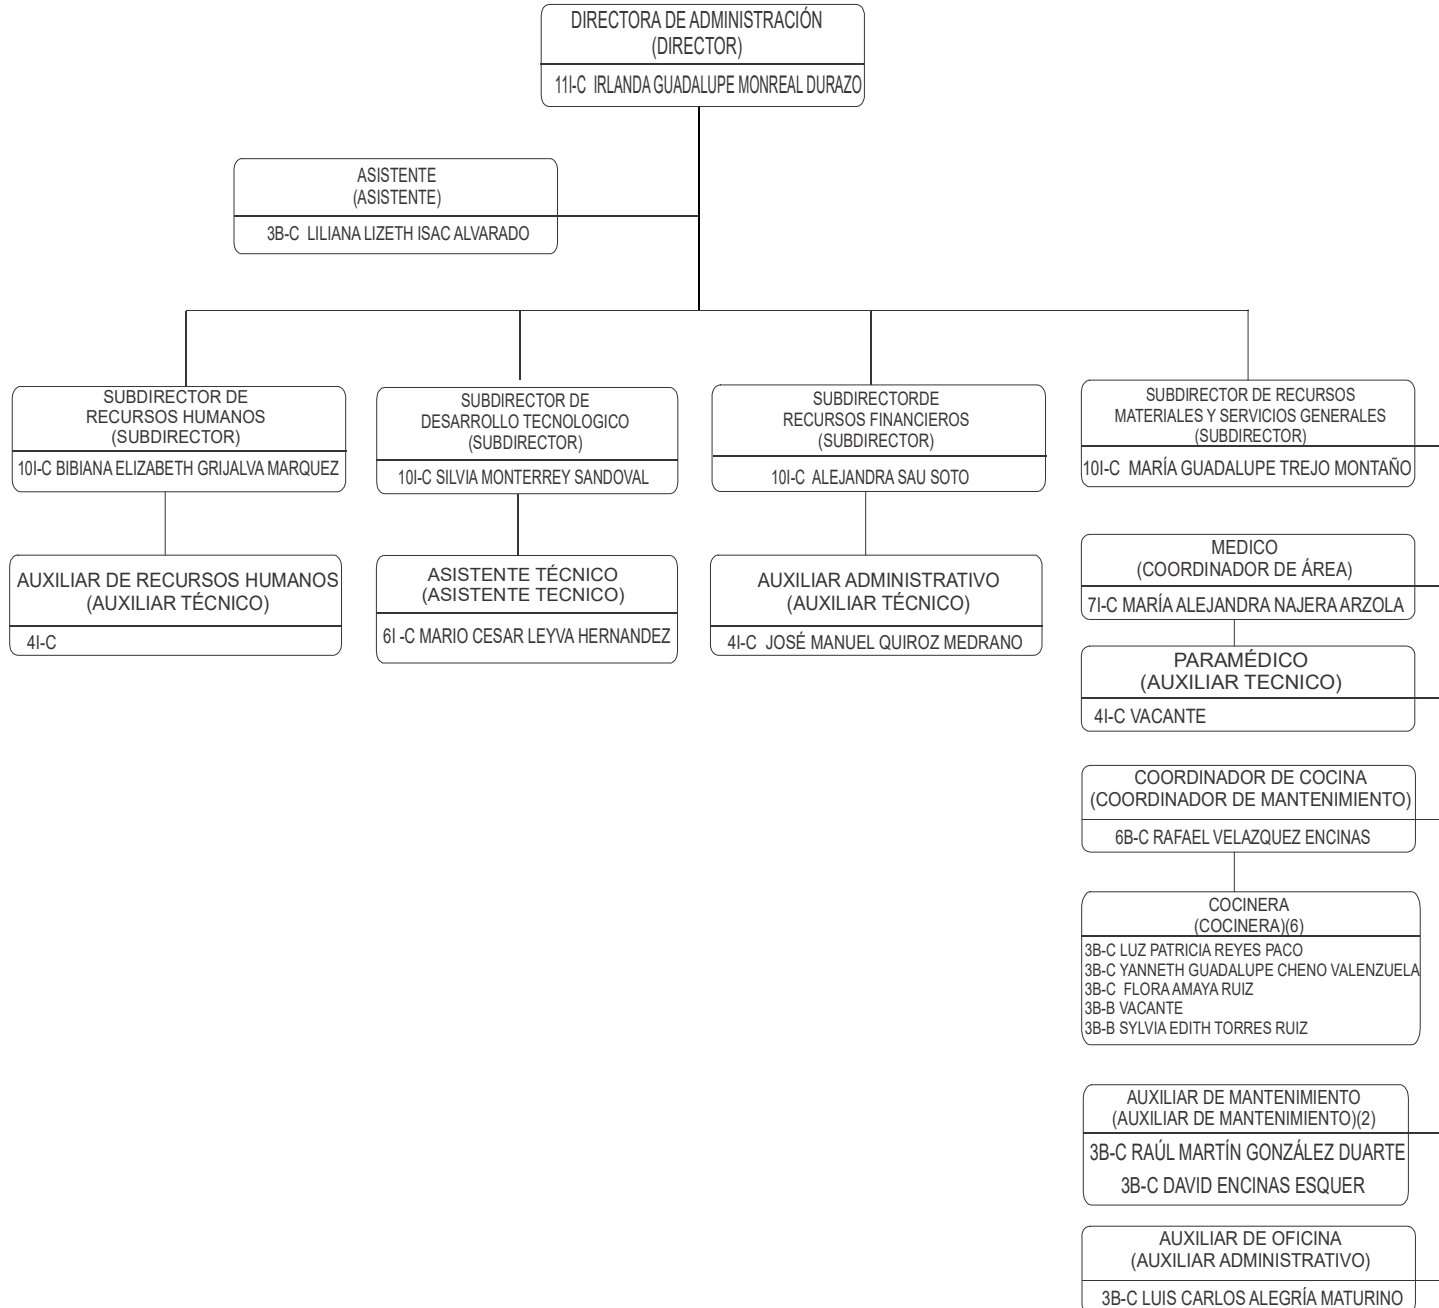 DIRECTORA DE ADMINISTRACIÓN
(DIRECTOR)
11I-C IRLANDA GUADALUPE MONREAL DURAZO
ASISTENTE
(ASISTENTE)
3B-C LILIANA LIZETH ISAC ALVARADO
SUBDIRECTOR DE
RECURSOS HUMANOS
(SUBDIRECTOR)
10I-C BIBIANA ELIZABETH GRIJALVA MARQUEZ
SUBDIRECTOR DE
DESARROLLO TECNOLOGICO
(SUBDIRECTOR)
10I-C SILVIA MONTERREY SANDOVAL
SUBDIRECTORDE
RECURSOS FINANCIEROS
(SUBDIRECTOR)
10I-C ALEJANDRA SAU SOTO
SUBDIRECTOR DE RECURSOS
MATERIALES Y SERVICIOS GENERALES
(SUBDIRECTOR)
10I-C MARÍA GUADALUPE TREJO MONTAÑO
AUXILIAR DE RECURSOS HUMANOS
(AUXILIAR TÉCNICO)
4I-C
ASISTENTE TÉCNICO
(ASISTENTE TECNICO)
6I -C MARIO CESAR LEYVA HERNANDEZ
AUXILIAR ADMINISTRATIVO
(AUXILIAR TÉCNICO)
4I-C JOSÉ MANUEL QUIROZ MEDRANO
MEDICO
(COORDINADOR DE ÁREA)
7I-C MARÍA ALEJANDRA NAJERA ARZOLA
PARAMÉDICO
(AUXILIAR TECNICO)
4I-C VACANTE
COORDINADOR DE COCINA
(COORDINADOR DE MANTENIMIENTO)
6B-C RAFAEL VELAZQUEZ ENCINAS
COCINERA
(COCINERA)(6)
3B-C LUZ PATRICIA REYES PACO
3B-C YANNETH GUADALUPE CHENO VALENZUELA
3B-C FLORA AMAYA RUIZ
3B-B VACANTE
3B-B SYLVIA EDITH TORRES RUIZ
AUXILIAR DE MANTENIMIENTO
(AUXILIAR DE MANTENIMIENTO)(2)
3B-C RAÚL MARTÍN GONZÁLEZ DUARTE
3B-C DAVID ENCINAS ESQUER
AUXILIAR DE OFICINA
(AUXILIAR ADMINISTRATIVO)
3B-C LUIS CARLOS ALEGRÍA MATURINO